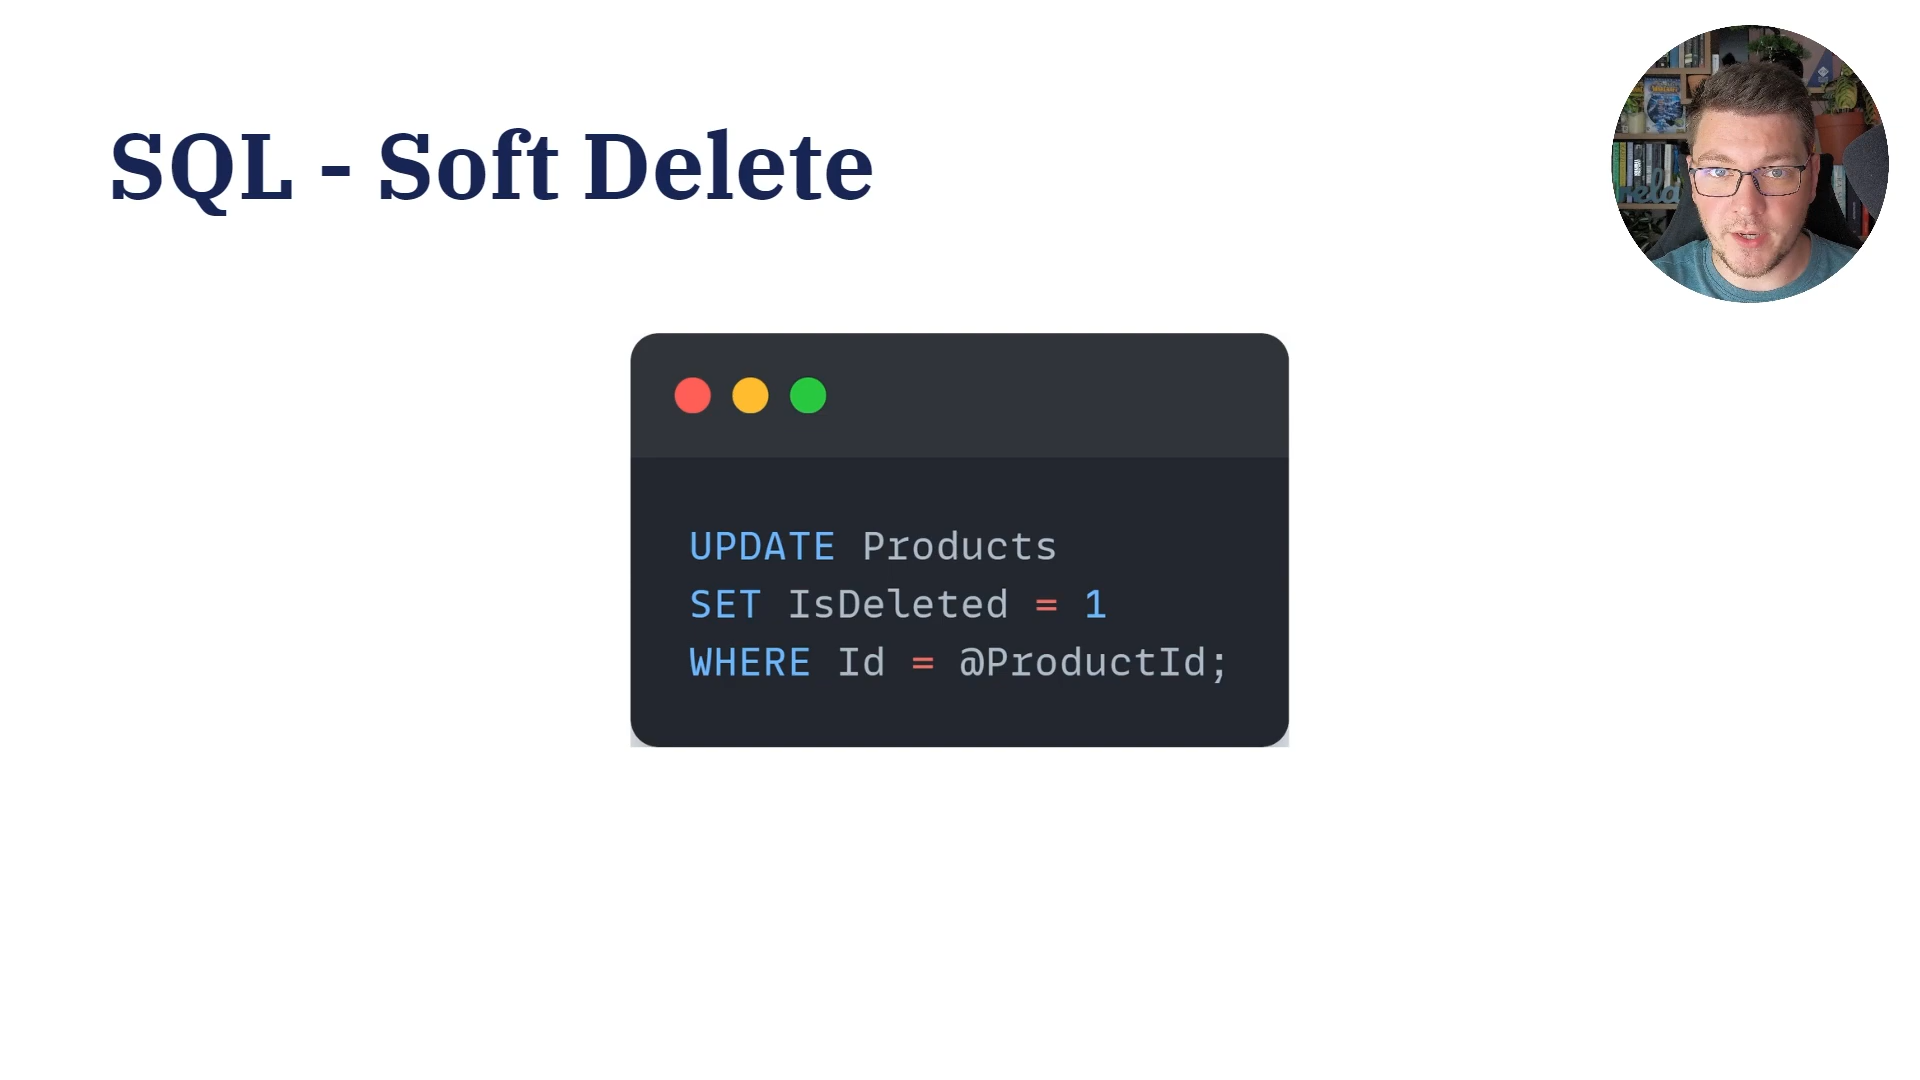 SQL - Soft Delete
UPDATE Products
SET IsDeleted = 1
WHERE Id = @ProductId;